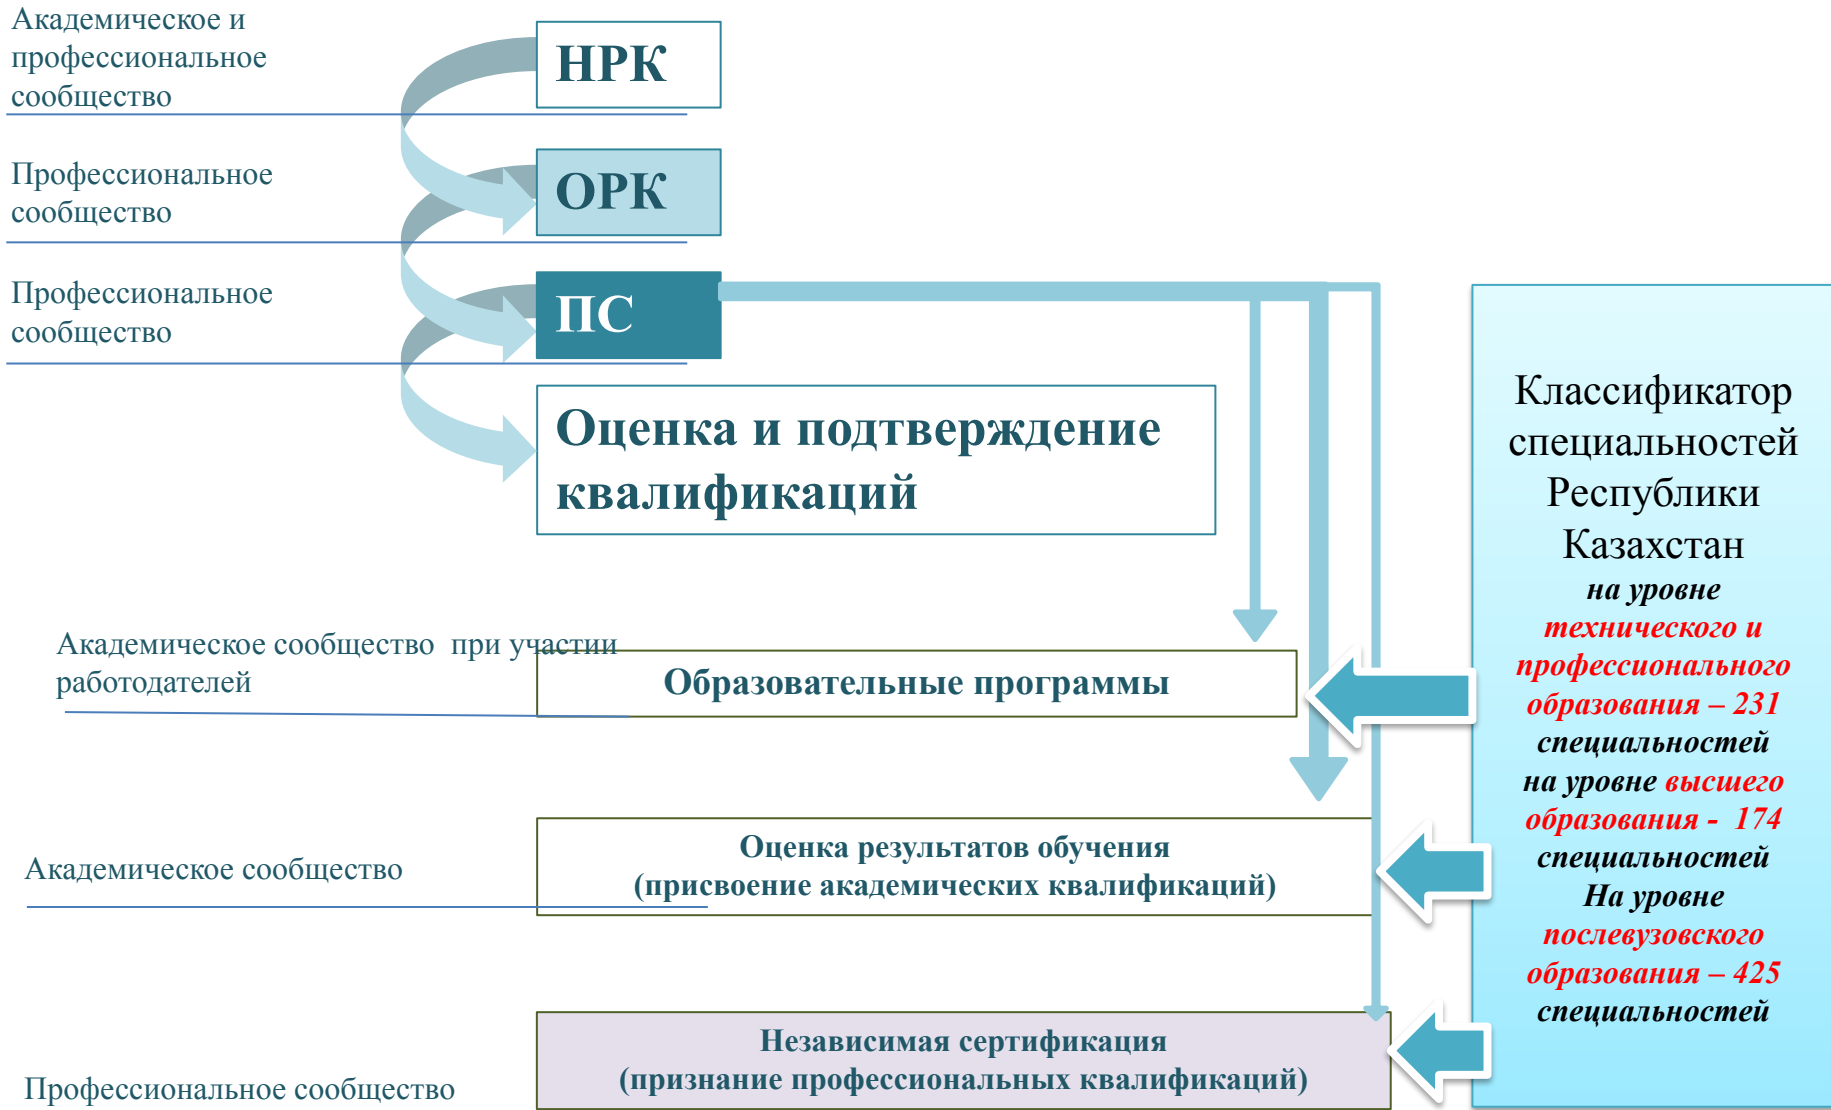 Академическое и
профессиональное
сообщество
НРК
Профессиональное
сообщество
ОРК
Профессиональное
сообщество
ПС
Оценка и подтверждение
квалификаций
Академическое сообщество при участии
работодателей
Образовательные программы
Академическое сообщество
Оценка результатов обучения
(присвоение академических квалификаций)
Профессиональное сообщество
Независимая сертификация
(признание профессиональных квалификаций)
Классификатор
специальностей
Республики
Казахстан
на уровне
технического и
профессионального
образования – 231
специальностей
на уровне высшего
образования - 174
специальностей
На уровне
послевузовского
образования – 425
специальностей